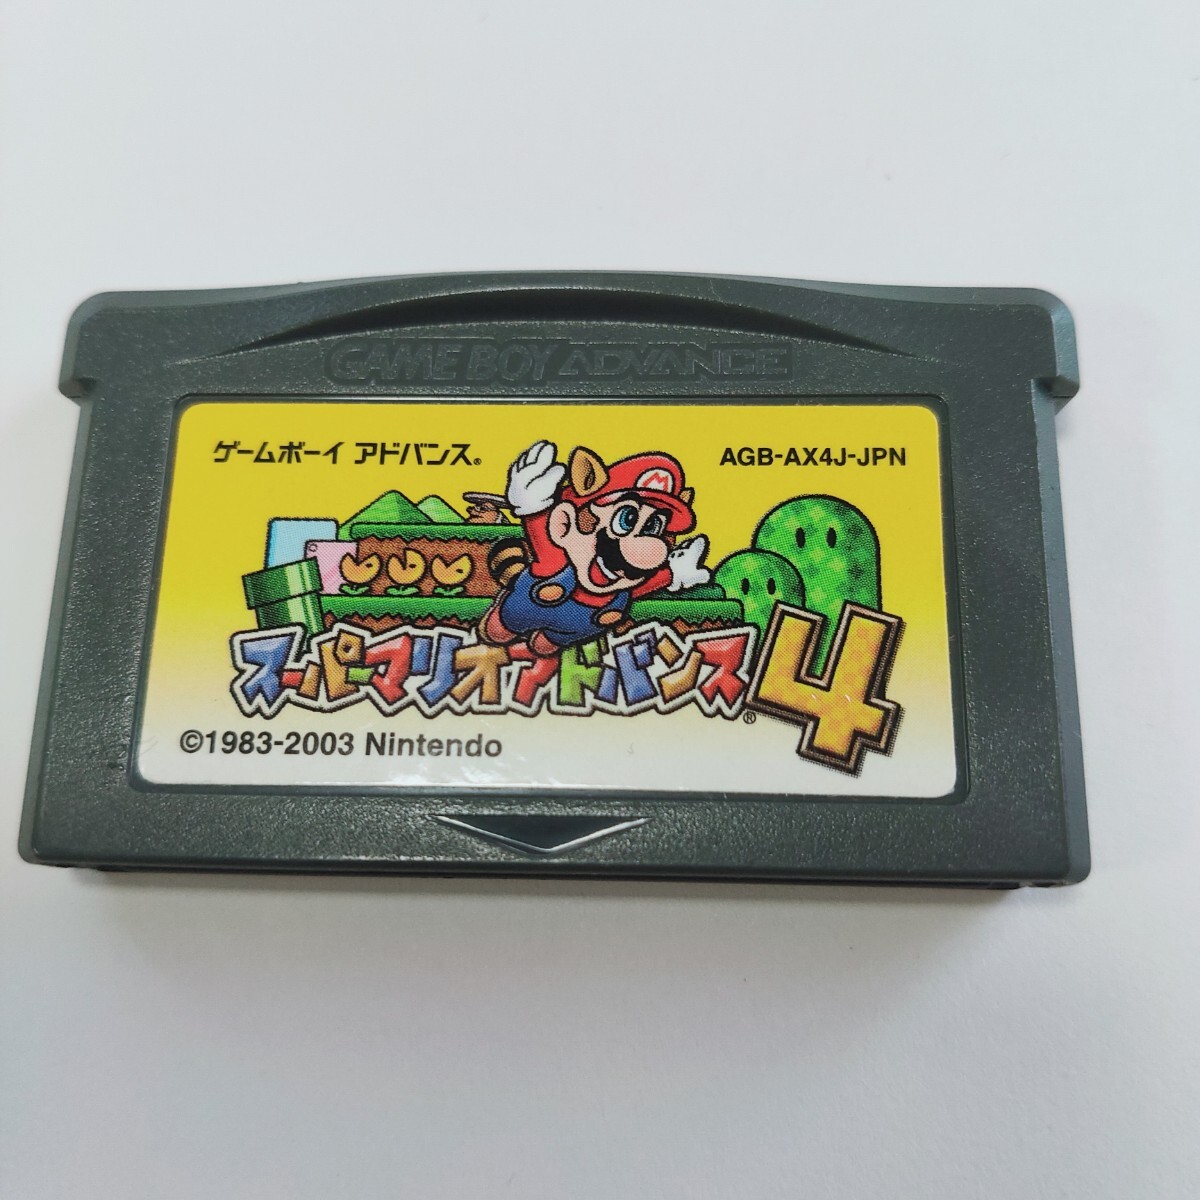 GAME BOY ADVANCE
ゲームボーイ アドバンス®
AGB-AX4J-JPN
M
スーパーマリオアドバンス4
®
©1983-2003 Nintendo